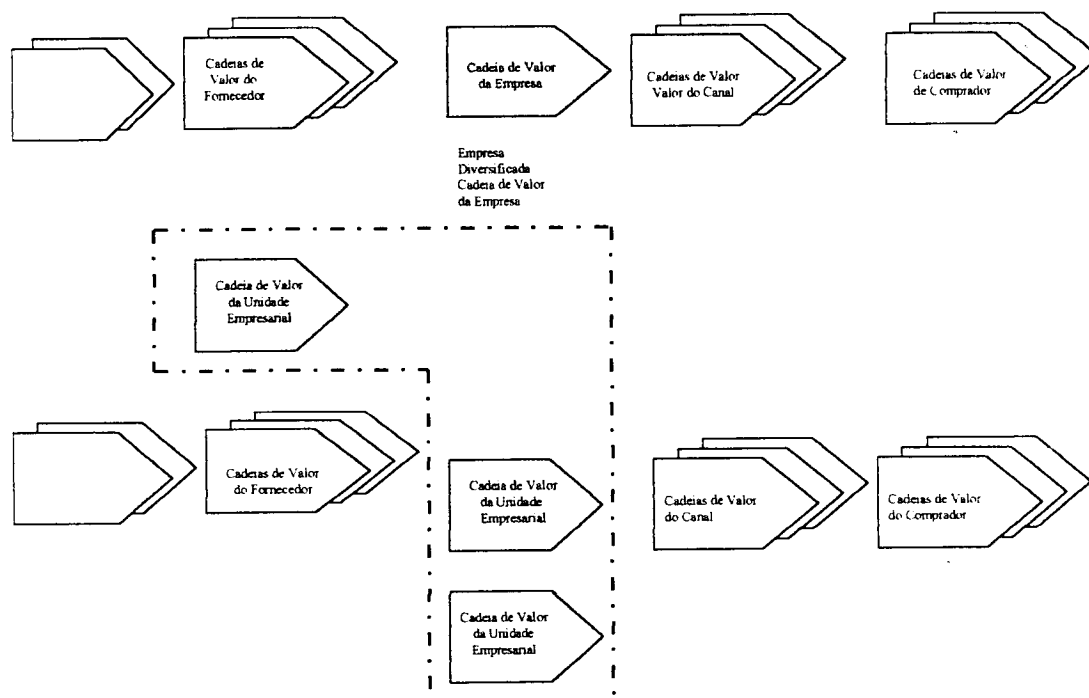 Cadeias de
Valor do
Fornecedor
Cadeia de Valor
da Empresa
Cadeias de Valor
Valor do Canal
Cadeias de Valor
de Comprador
Empresa
Diversificada
Cadeia de Valor
da Empresa
Cadeia de Valor
da Unidade
Empresarial
Cadeias de Valor
do Fornecedor
Cadeia de Valor
da Unidade
Empresarial
Cadeias de Valor
do Canal
Cadeias de Valor
do Comprador
Cadeia de Valor
da Unidade
Empresarial